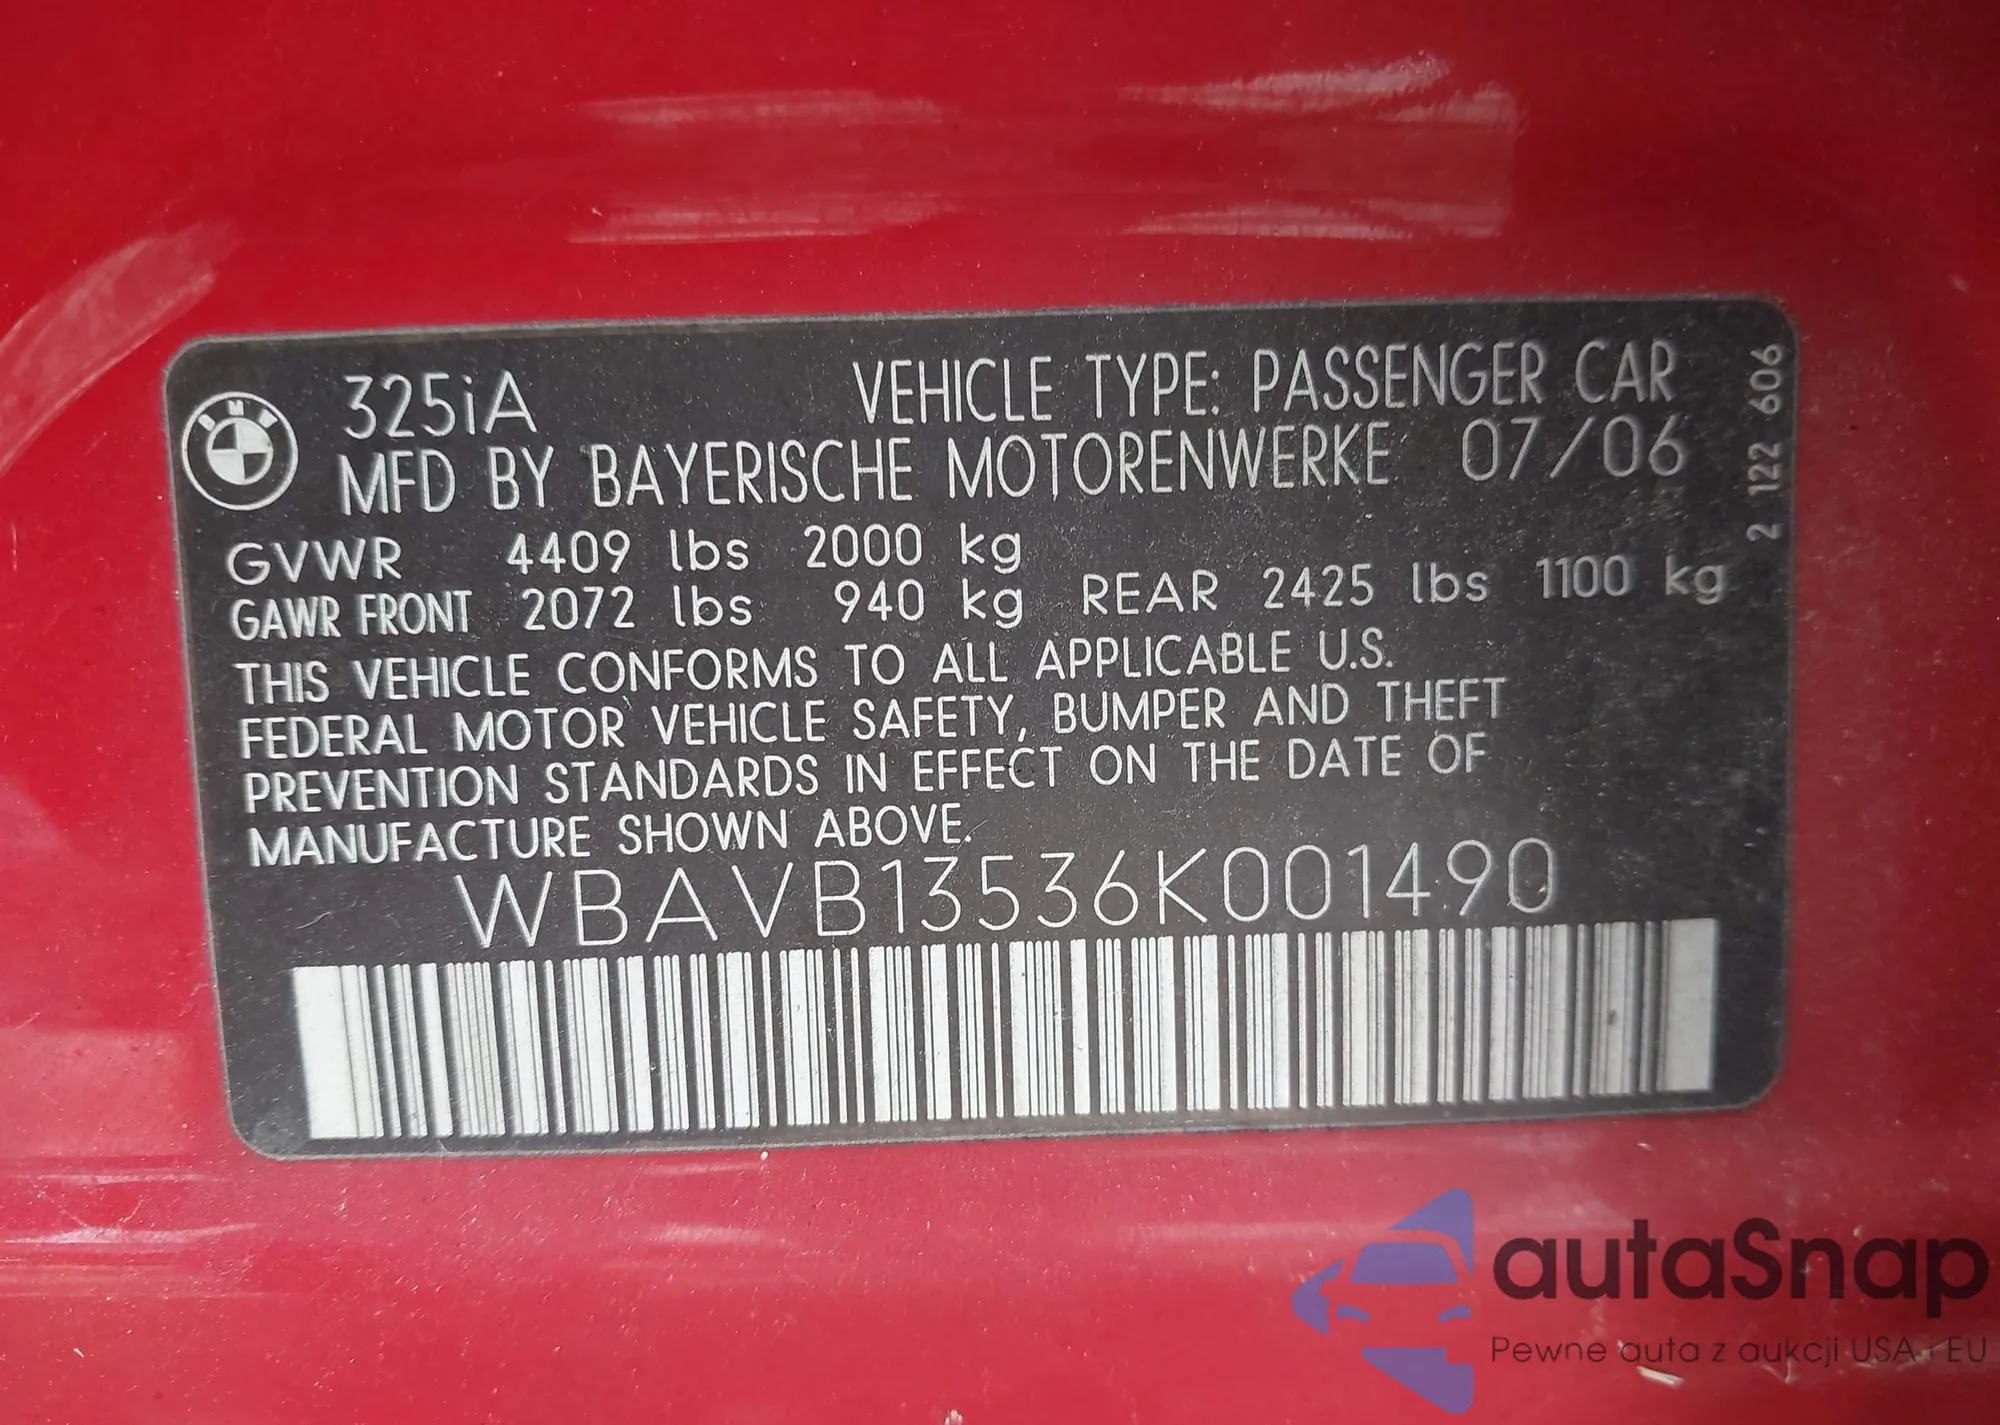 BMW
325iA VEHICLE TYPE: PASSENGER CAR
MFD BY BAYERISCHE MOTORENWERKE 07/06
GVWR 4409 lbs 2000 kg
GAWR FRONT 2072 lbs 940 kg REAR 2425 lbs 1100 kg
THIS VEHICLE CONFORMS TO ALL APPLICABLE U.S.
FEDERAL MOTOR VEHICLE SAFETY, BUMPER AND THEFT
PREVENTION STANDARDS IN EFFECT ON THE DATE OF
MANUFACTURE SHOWN ABOVE.
WBAVB13536K001490
2 122 606
autaSnap
Pewne auta z aukcji USA i EU